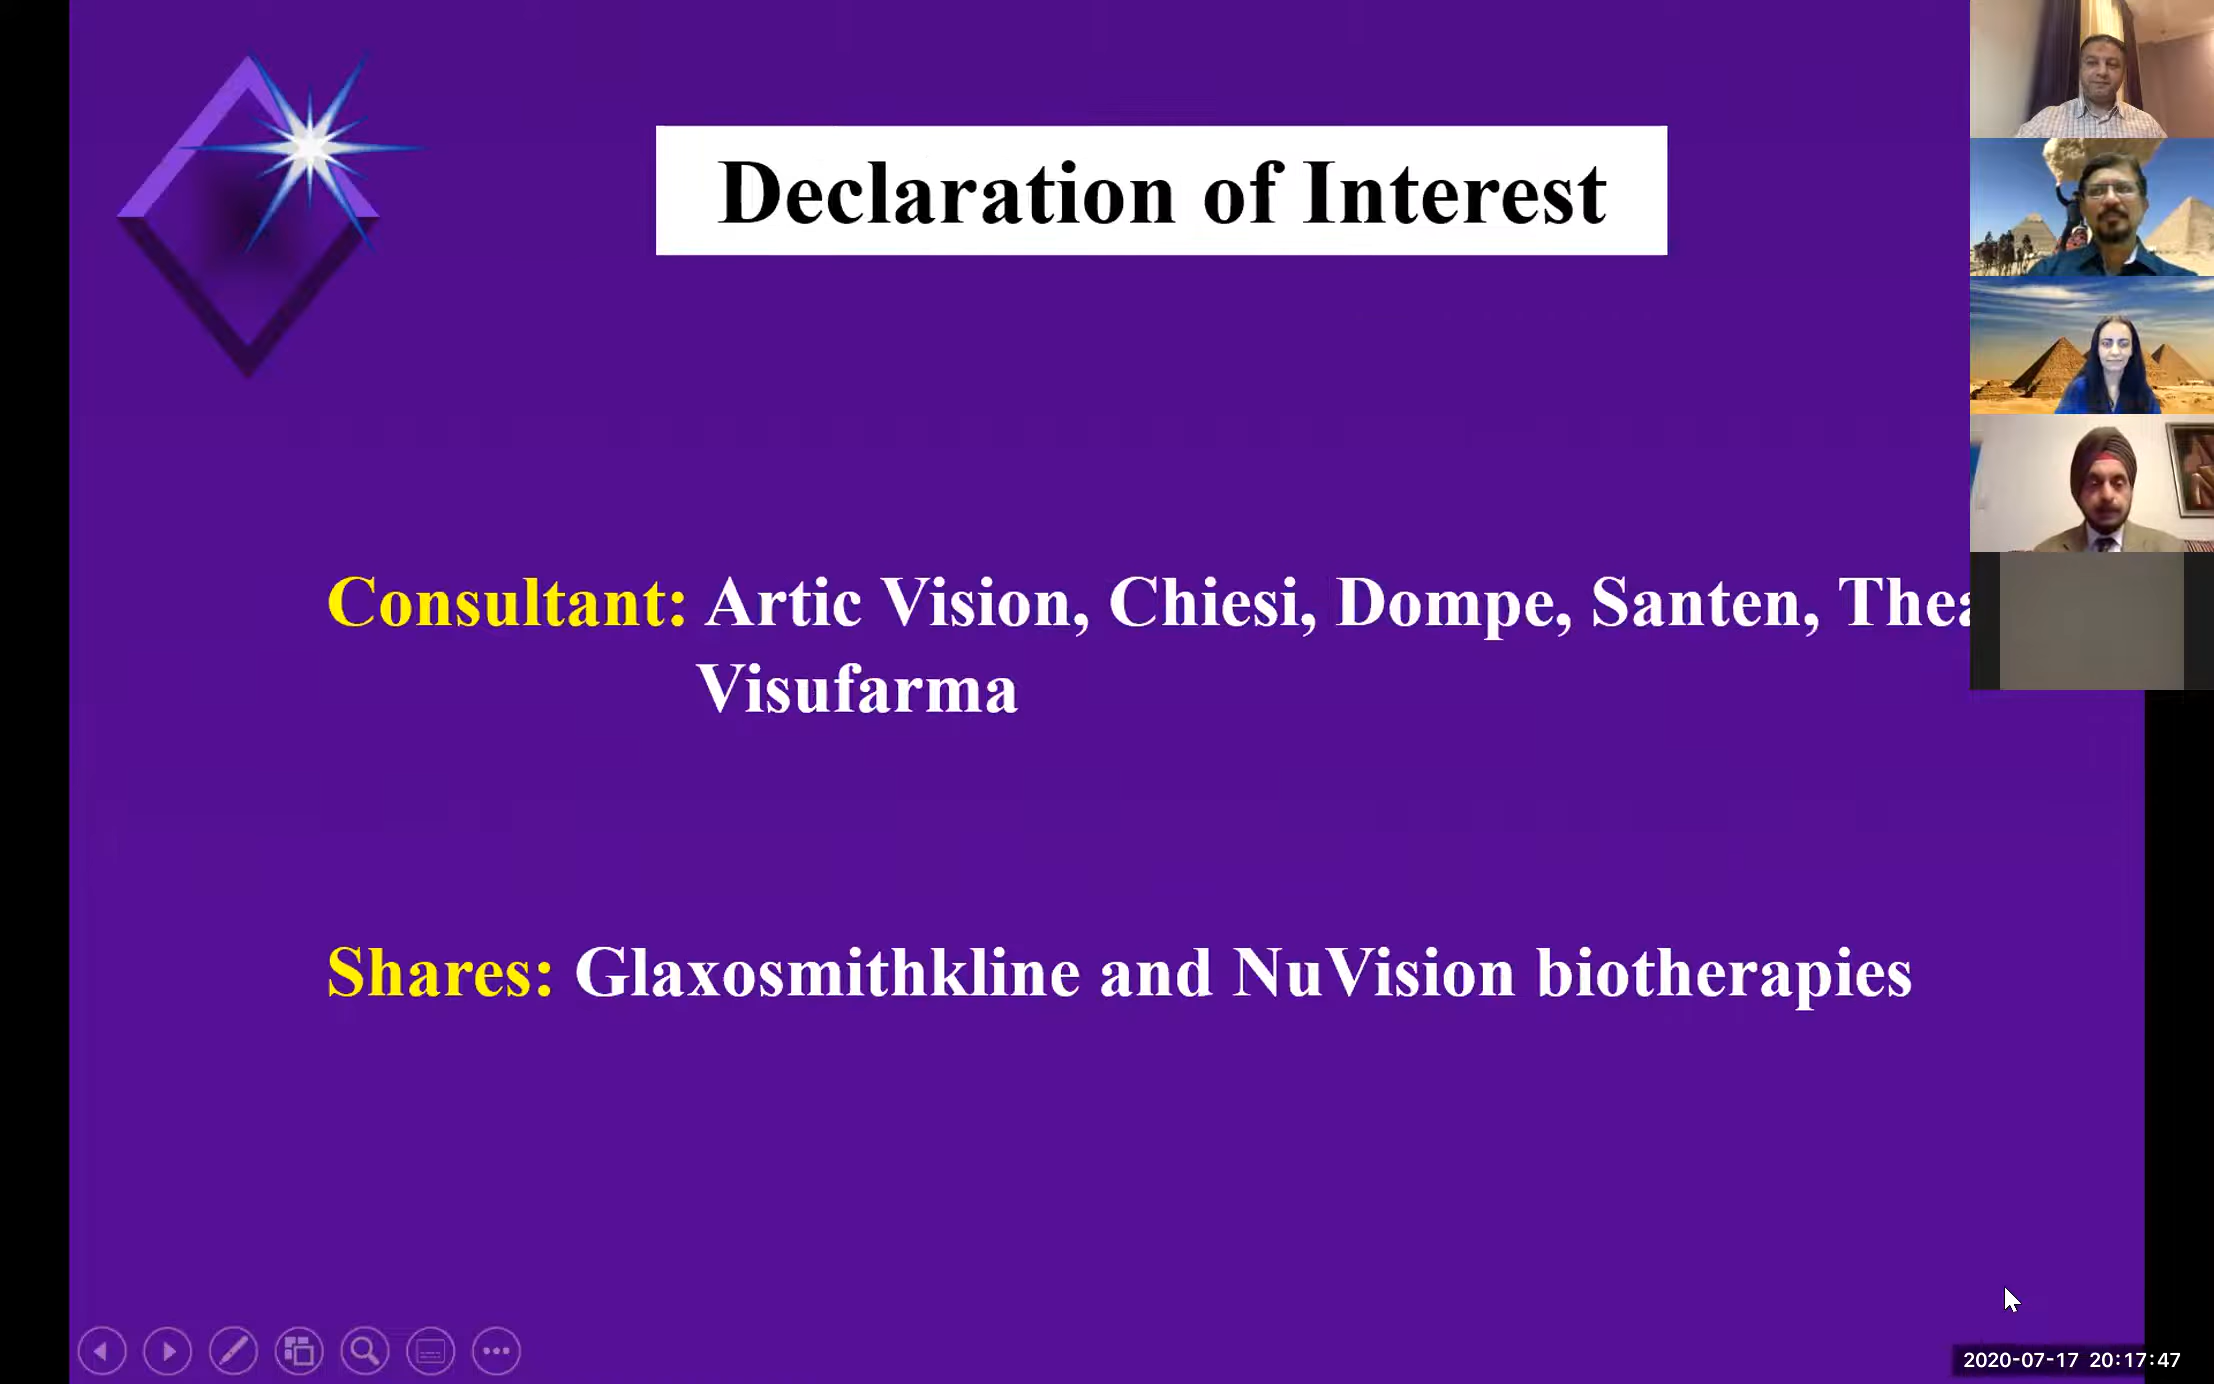 Declaration of Interest
Consultant: Artic Vision, Chiesi, Dompe, Santen,
Visufarma
Shares: Glaxosmithkline and NuVision biotherapies
2020-07-17 20:17:47